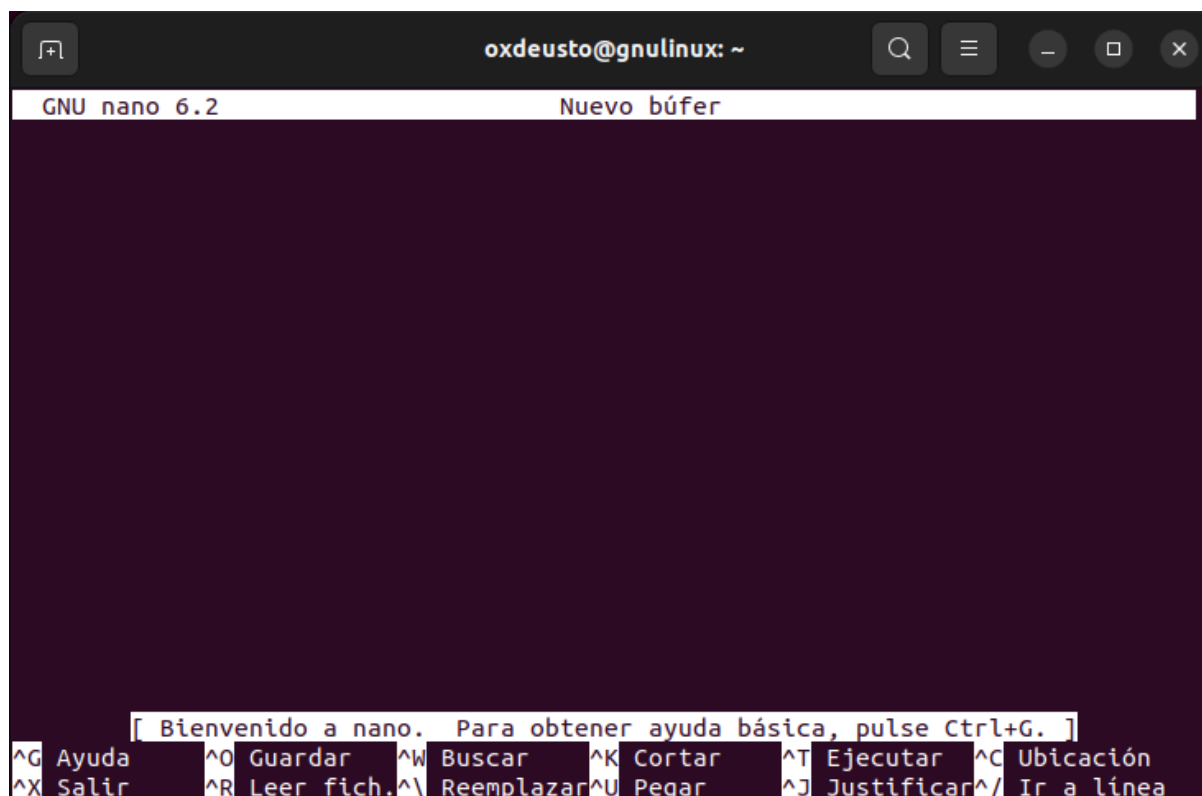 oxdeusto@gnulinux: ~
GNU nano 6.2 Nuevo búfer
[ Bienvenido a nano. Para obtener ayuda básica, pulse Ctrl+G. ]
^G Ayuda ^O Guardar ^W Buscar ^K Cortar ^T Ejecutar ^C Ubicación
^X Salir ^R Leer fich. ^\ Reemplazar ^U Pegar ^J Justificar ^/ Ir a línea